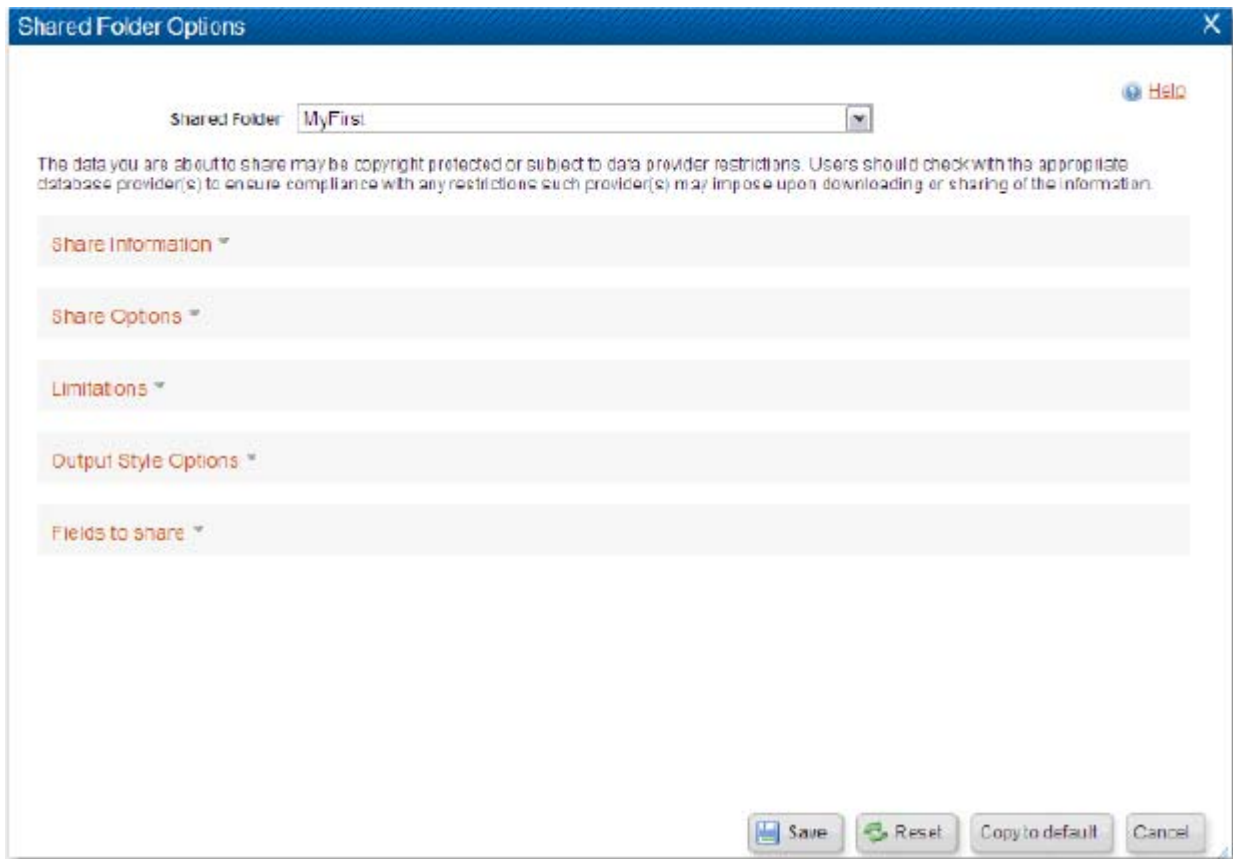 Shared Folder Options X
Help
Shared Folder MyFirst
The data you are about to share may be copyright protected or subject to data provider restrictions. Users should check with the appropriate
database provider(s) to ensure compliance with any restrictions such provider(s) may impose upon downloading or sharing of the information.
Share Information
Share Options
Limitations
Output Style Options
Fields to share
Save Reset Copy to default Cancel